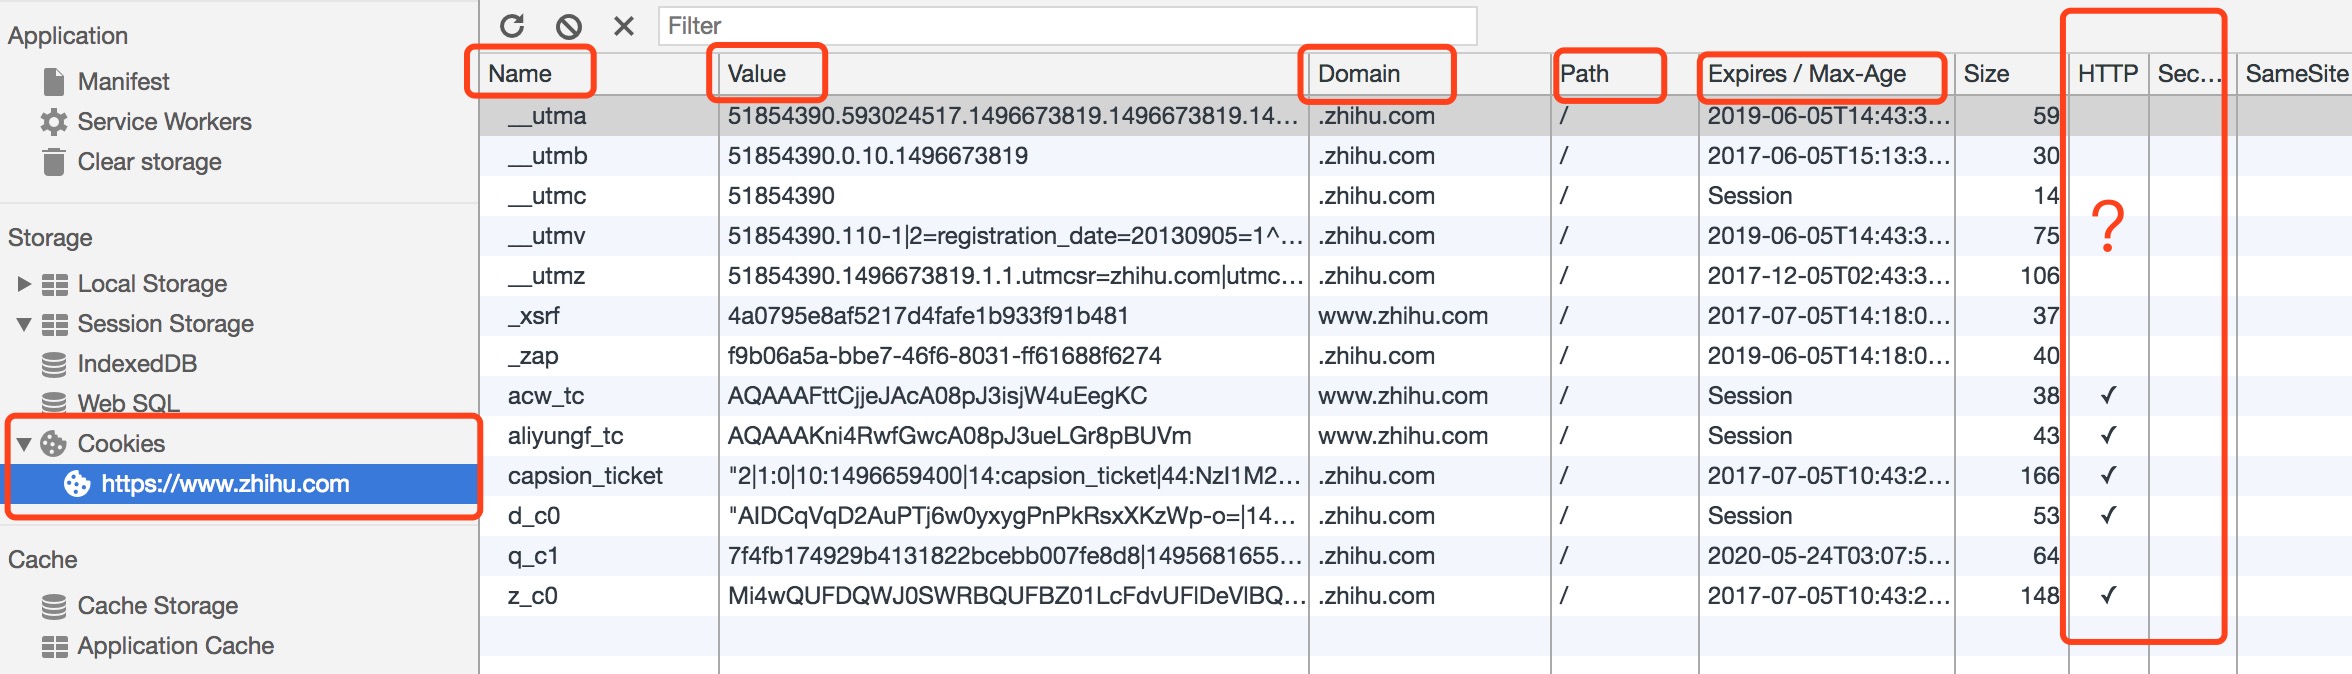 Application
Manifest
Service Workers
Clear storage
Storage
Local Storage
Session Storage
IndexedDB
Web SQL
Cookies
https://www.zhihu.com
Cache
Cache Storage
Application Cache
Filter
Name Value Domain Path Expires / Max-Age Size HTTP Sec... SameSite
__utma 51854390.593024517.1496673819.1496673819.14... .zhihu.com / 2019-06-05T14:43:3... 59
__utmb 51854390.0.10.1496673819 .zhihu.com / 2017-06-05T15:13:3... 30
__utmc 51854390 .zhihu.com / Session 14
__utmv 51854390.110-1|2=registration_date=20130905=1^... .zhihu.com / 2019-06-05T14:43:3... 75
__utmz 51854390.1496673819.1.1.utmcsr=zhihu.com|utmc... .zhihu.com / 2017-12-05T02:43:3... 106
_xsrf 4a0795e8af5217d4fafe1b933f91b481 www.zhihu.com / 2017-07-05T14:18:0... 37
_zap f9b06a5a-bbe7-46f6-8031-ff61688f6274 .zhihu.com / 2019-06-05T14:18:0... 40
acw_tc AQAAAFttCjjeJAcA08pJ3isjW4uEegKC www.zhihu.com / Session 38 ✓
aliyungf_tc AQAAAKni4RwfGwcA08pJ3ueLGr8pBUVm www.zhihu.com / Session 43 ✓
capsion_ticket "2|1:0|10:1496659400|14:capsion_ticket|44:NzI1M2... .zhihu.com / 2017-07-05T10:43:2... 166 ✓
d_c0 "AIDCqVqD2AuPTj6w0yxygPnPkRsxXKzWp-o=|14... .zhihu.com / Session 53 ✓
q_c1 7f4fb174929b4131822bcebb007fe8d8|1495681655... .zhihu.com / 2020-05-24T03:07:5... 64
z_c0 Mi4wQUFDQWJ0SWRBQUFBZ01LcFdvUFlDeVlBQ... .zhihu.com / 2017-07-05T10:43:2... 148 ✓
?